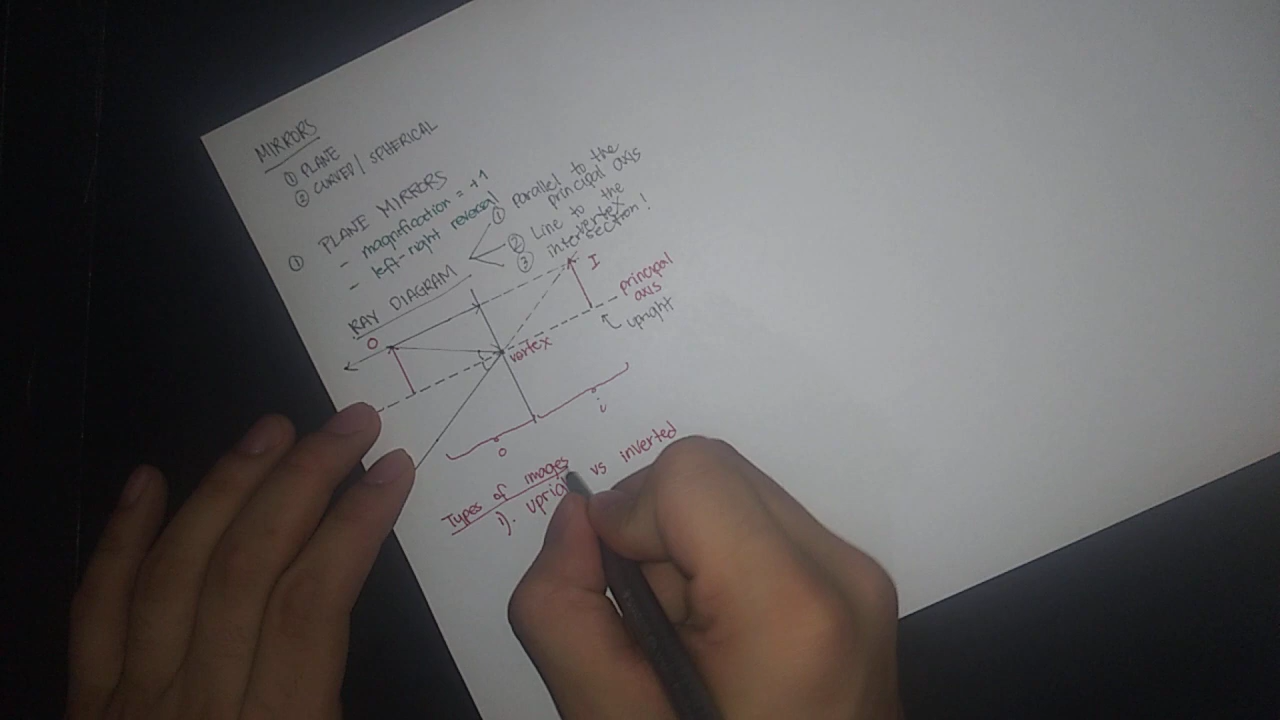 MIRRORS
① PLANE
② CURVED / SPHERICAL
① PLANE MIRRORS
- magnification = +1
- left-right reversal
RAY DIAGRAM
① Parallel to the
principal axis
② Line to the
vertex
③ intersection!
I
principal
axis
upright
O
vertex
i
o
Types of images
i). upri
vs inverted